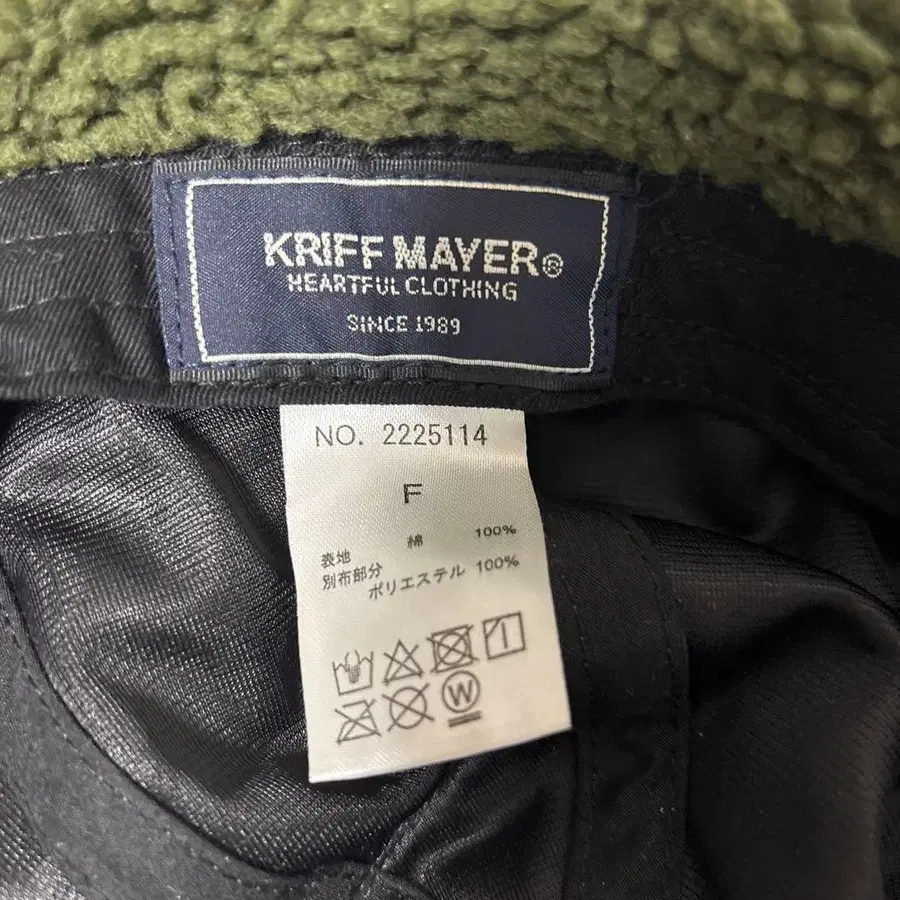 KRIFF MAYER®
HEARTFUL CLOTHING
SINCE 1989
NO. 2225114
F
表地 綿 100%
別布部分
ポリエステル 100%
W